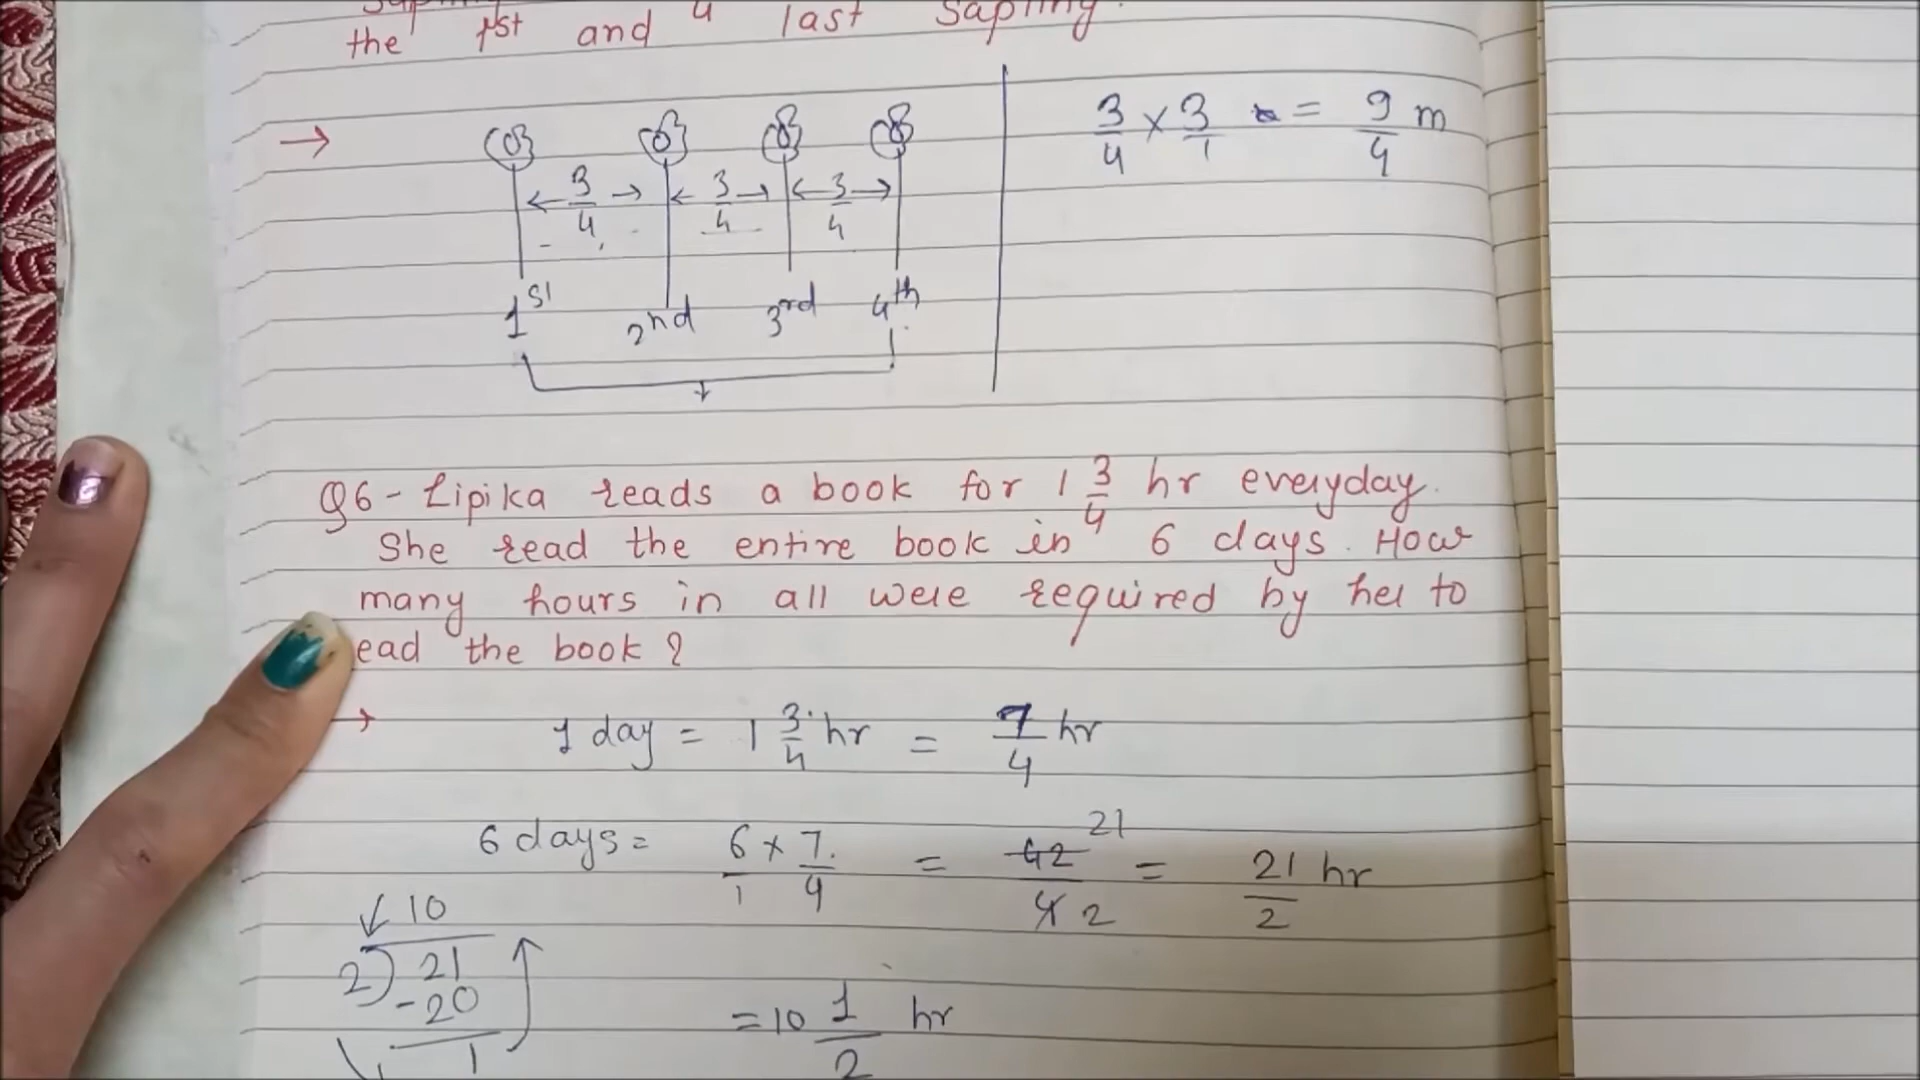 Sapling
the 1st and last Sapling.
→ 3/4 3/4 3/4
1st 2nd 3rd 4th
3/4 × 3/1 = 9/4 m
Q6- Lipika reads a book for 1 3/4 hr everyday.
She read the entire book in 6 days. How
many hours in all were required by her to
ead the book ?
→ 1 day = 1 3/4 hr = 7/4 hr
6 days = 6/1 × 7/4 = 42/4 21/2 = 21/2 hr
10
2) 21
-20
1
= 10 1/2 hr